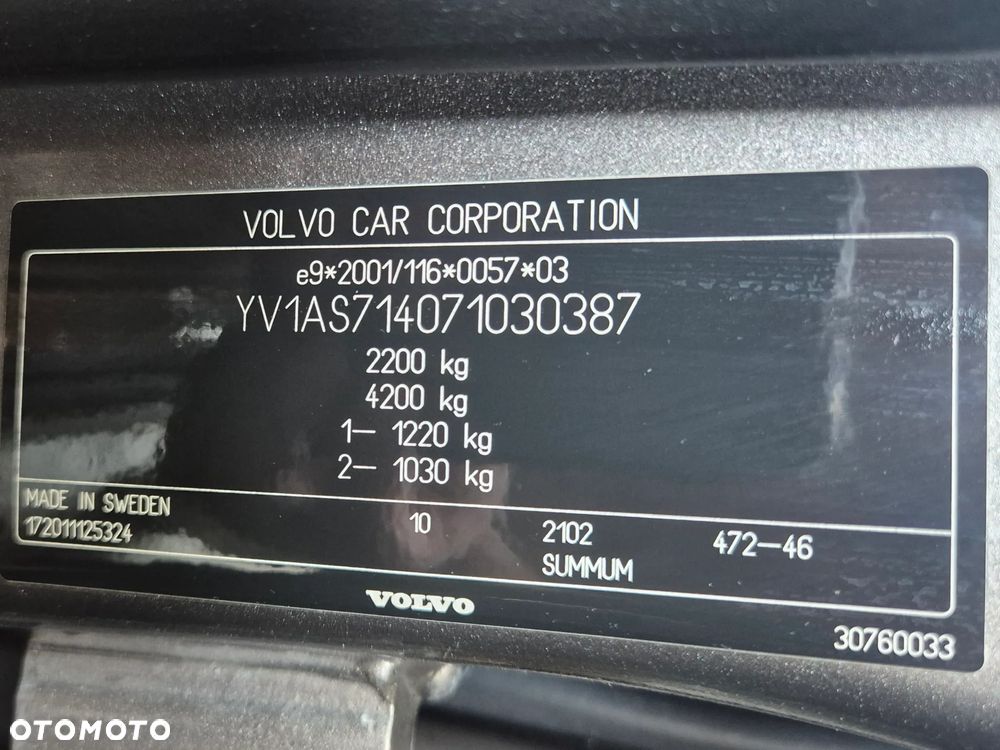 VOLVO CAR CORPORATION
e9*2001/116*0057*03
YV1AS714071030387
2200 kg
4200 kg
1— 1220 kg
2— 1030 kg
MADE IN SWEDEN
172011125324
10
2102
472-46
SUMMUM
VOLVO
30760033
OTOMOTO